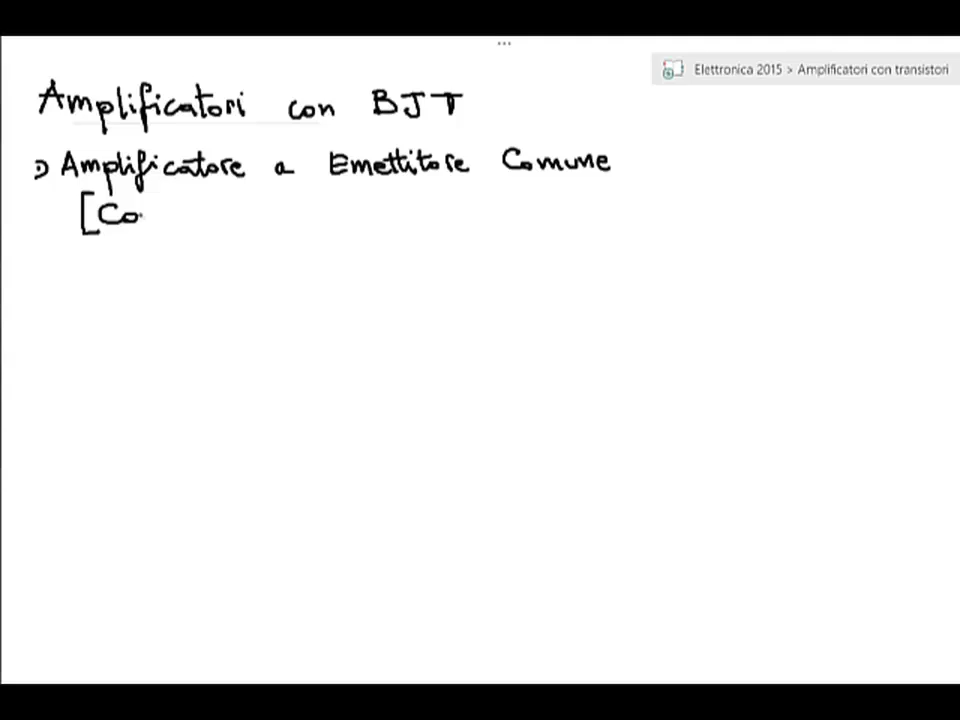 ...
Elettronica 2015 > Amplificatori con transistori
Amplificatori con BJT
Amplificatore a Emettitore Comune
[Co